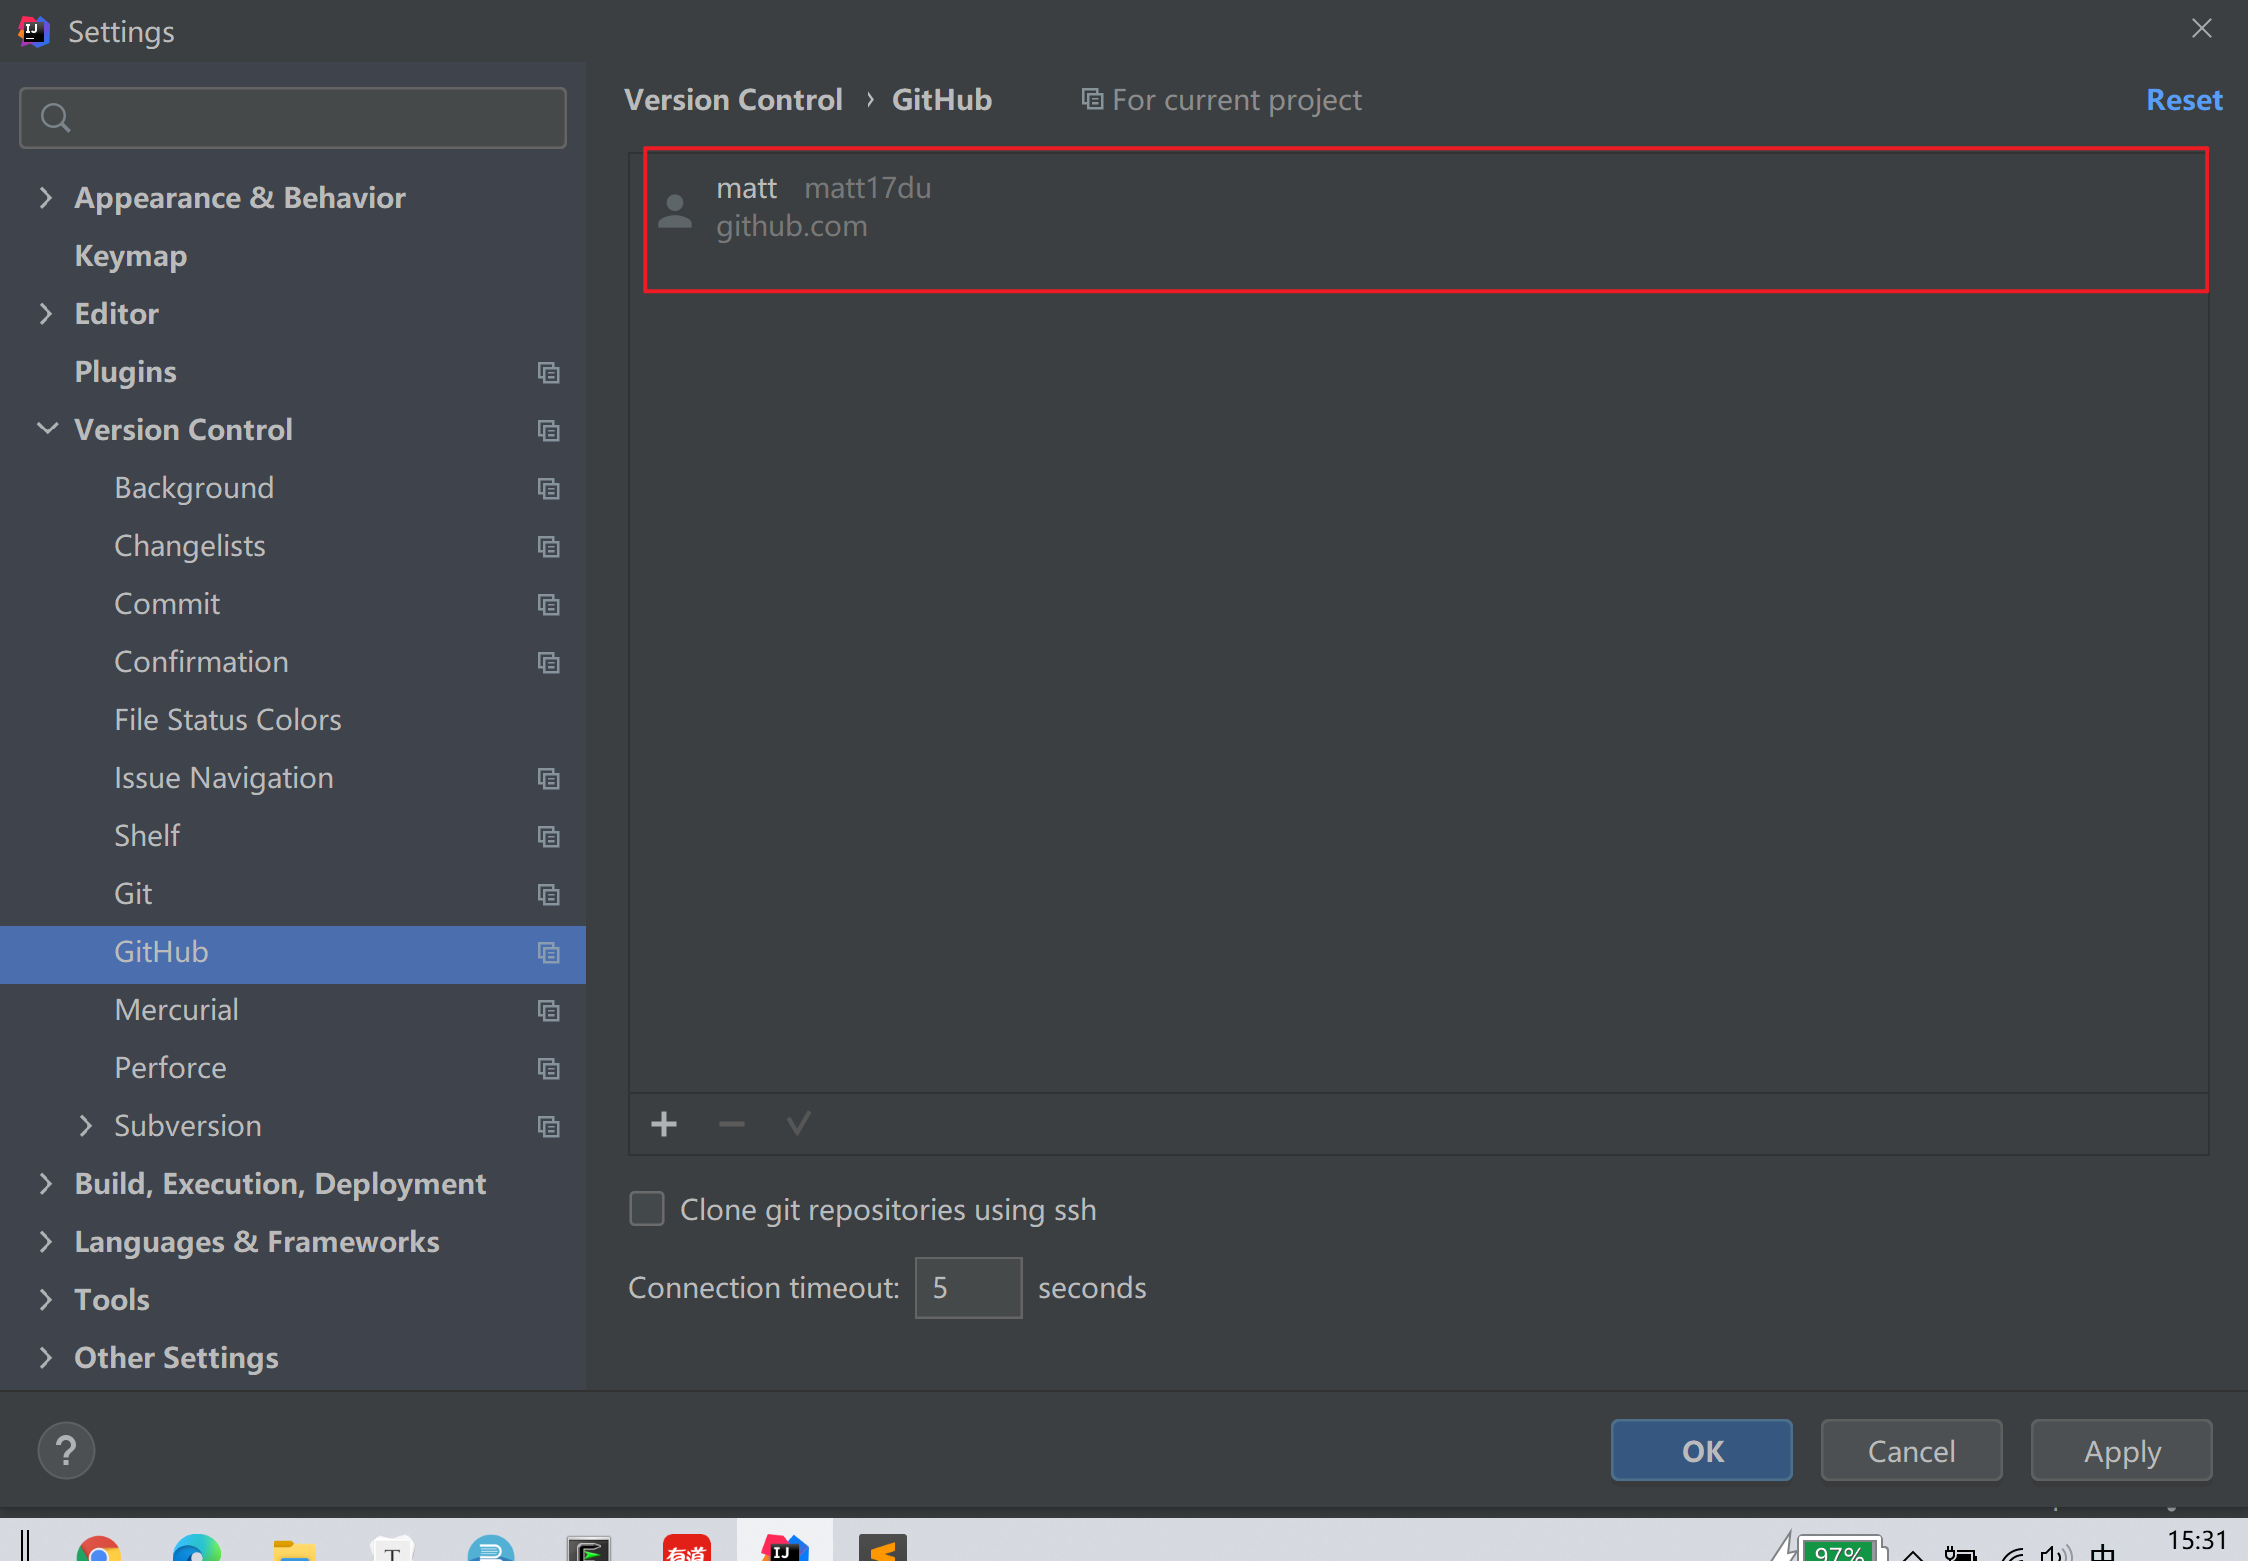 Settings
Version Control › GitHub
For current project
Reset
Appearance & Behavior
Keymap
Editor
Plugins
Version Control
Background
Changelists
Commit
Confirmation
File Status Colors
Issue Navigation
Shelf
Git
GitHub
Mercurial
Perforce
Subversion
Build, Execution, Deployment
Languages & Frameworks
Tools
Other Settings
matt matt17du
github.com
Clone git repositories using ssh
Connection timeout: 5 seconds
?
OK
Cancel
Apply
T
有道
IJ
97%
中
15:31